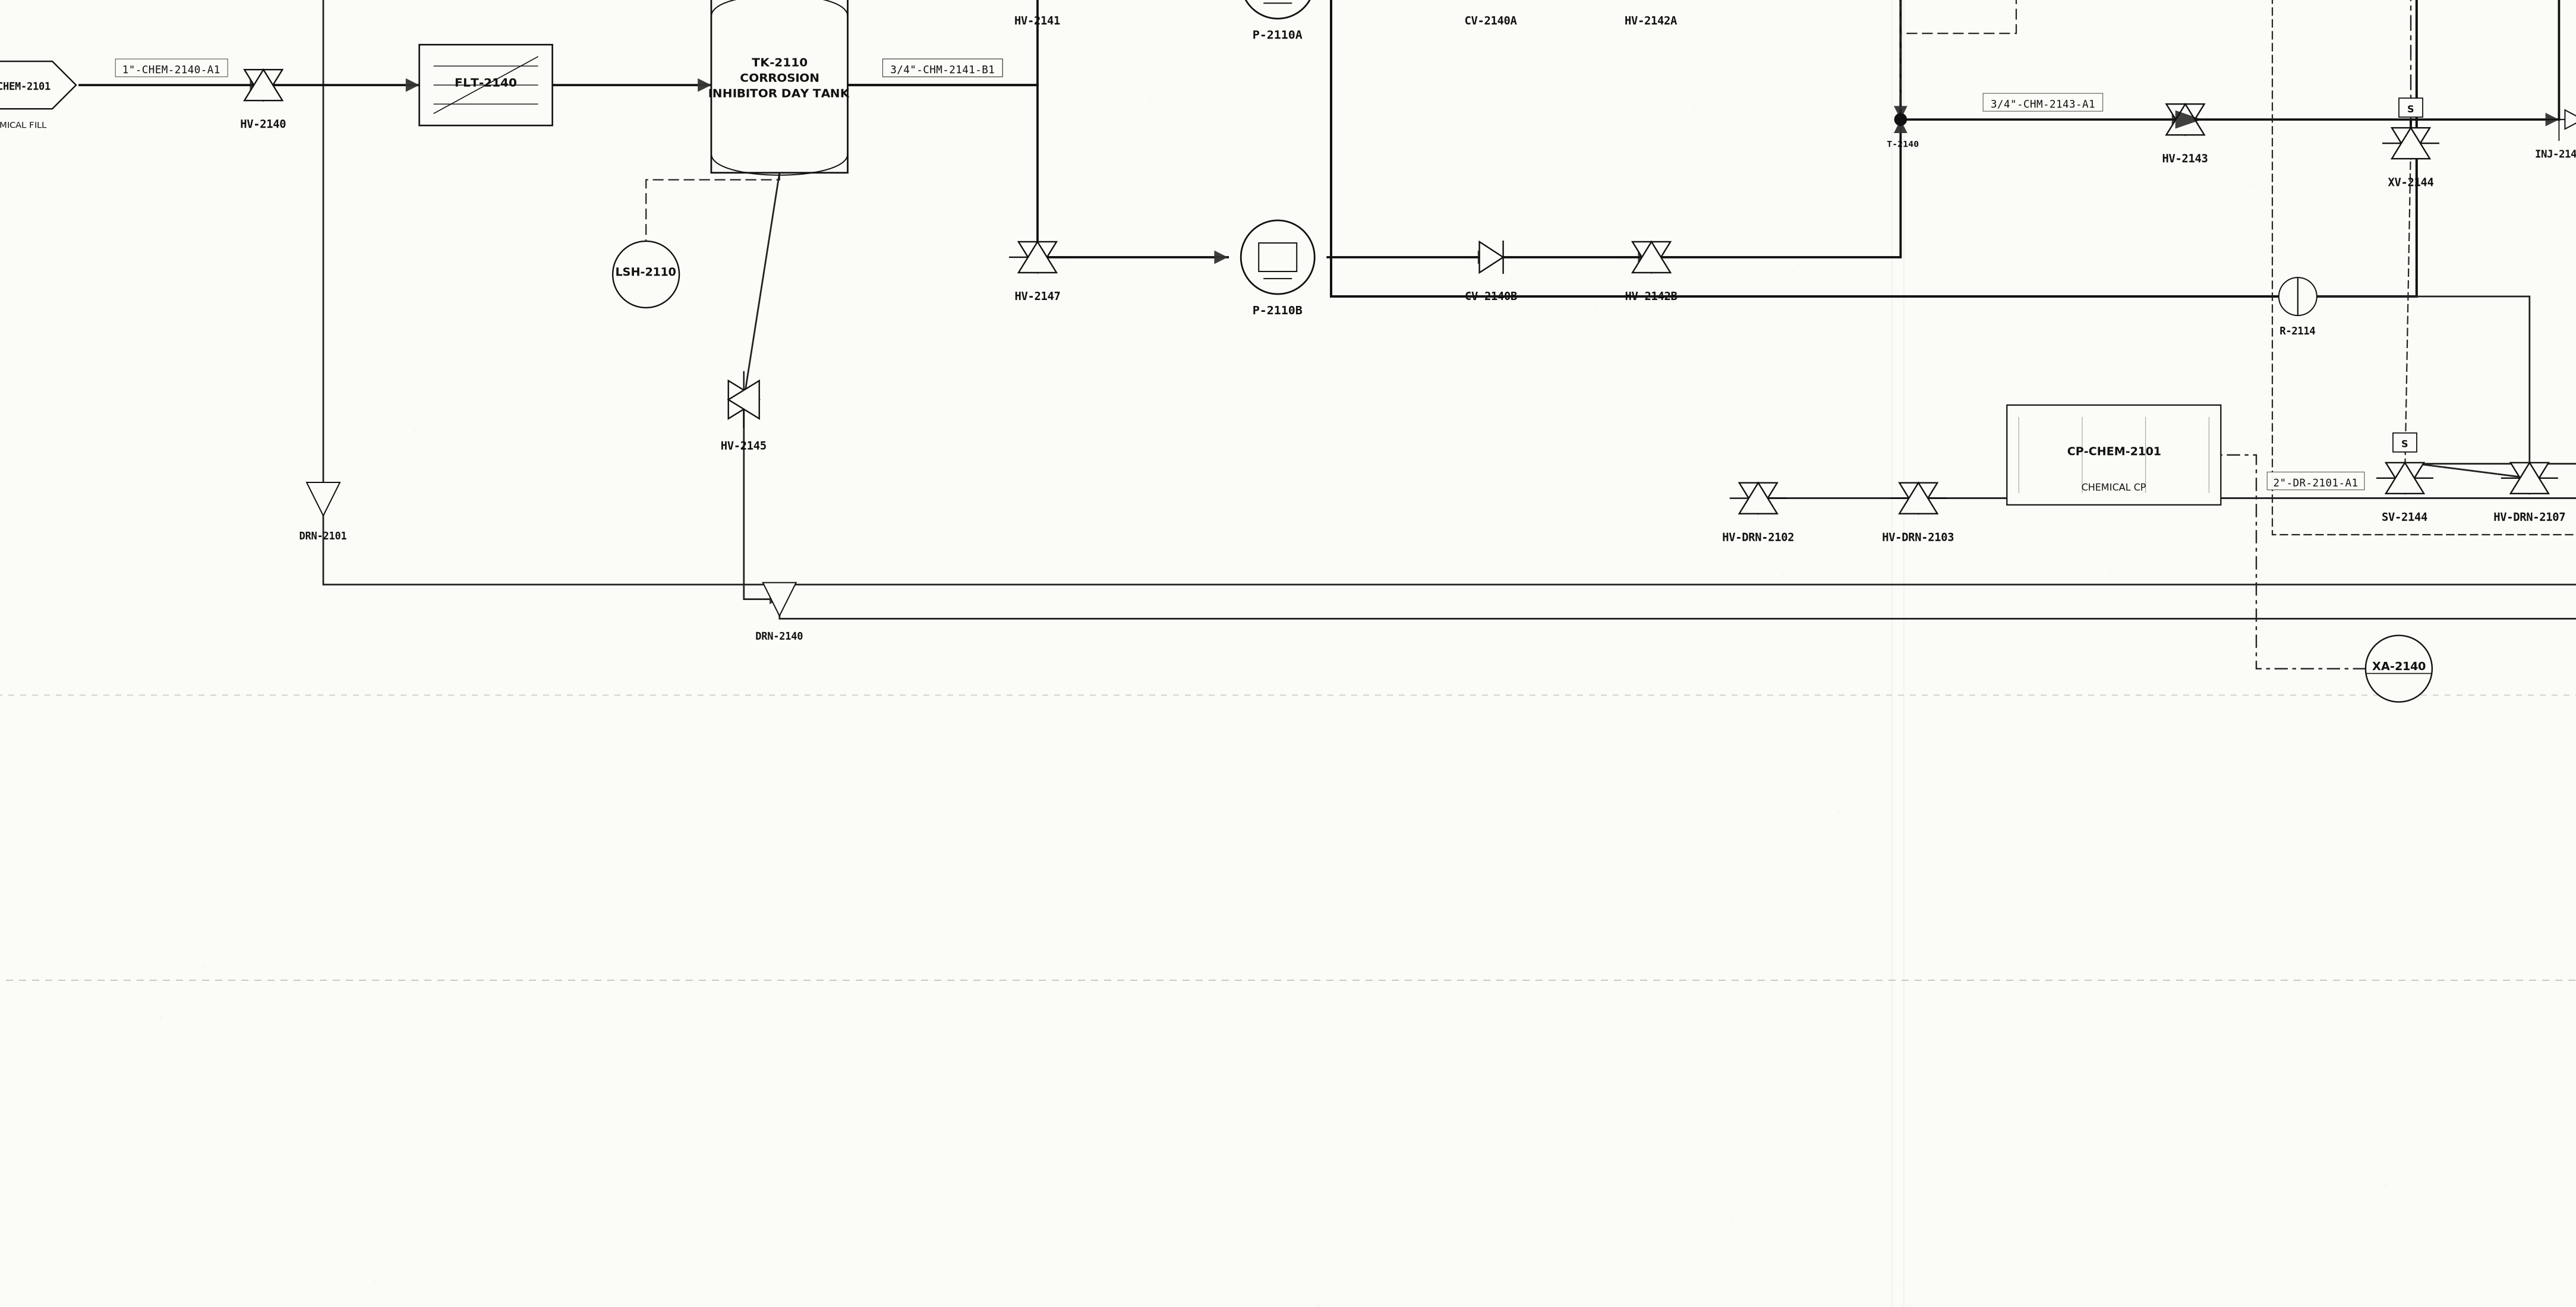 HV-2141
CV-2140A
HV-2142A
P-2110A
CHEM-2101
1"-CHEM-2140-A1
FLT-2140
TK-2110
CORROSION
INHIBITOR DAY TANK
3/4"-CHM-2141-B1
3/4"-CHM-2143-A1
S
MICAL FILL
HV-2140
T-2140
HV-2143
XV-2144
INJ-214
LSH-2110
HV-2147
P-2110B
CV-2140B
HV-2142B
R-2114
HV-2145
CP-CHEM-2101
CHEMICAL CP
S
2"-DR-2101-A1
SV-2144
HV-DRN-2107
DRN-2101
HV-DRN-2102
HV-DRN-2103
DRN-2140
XA-2140